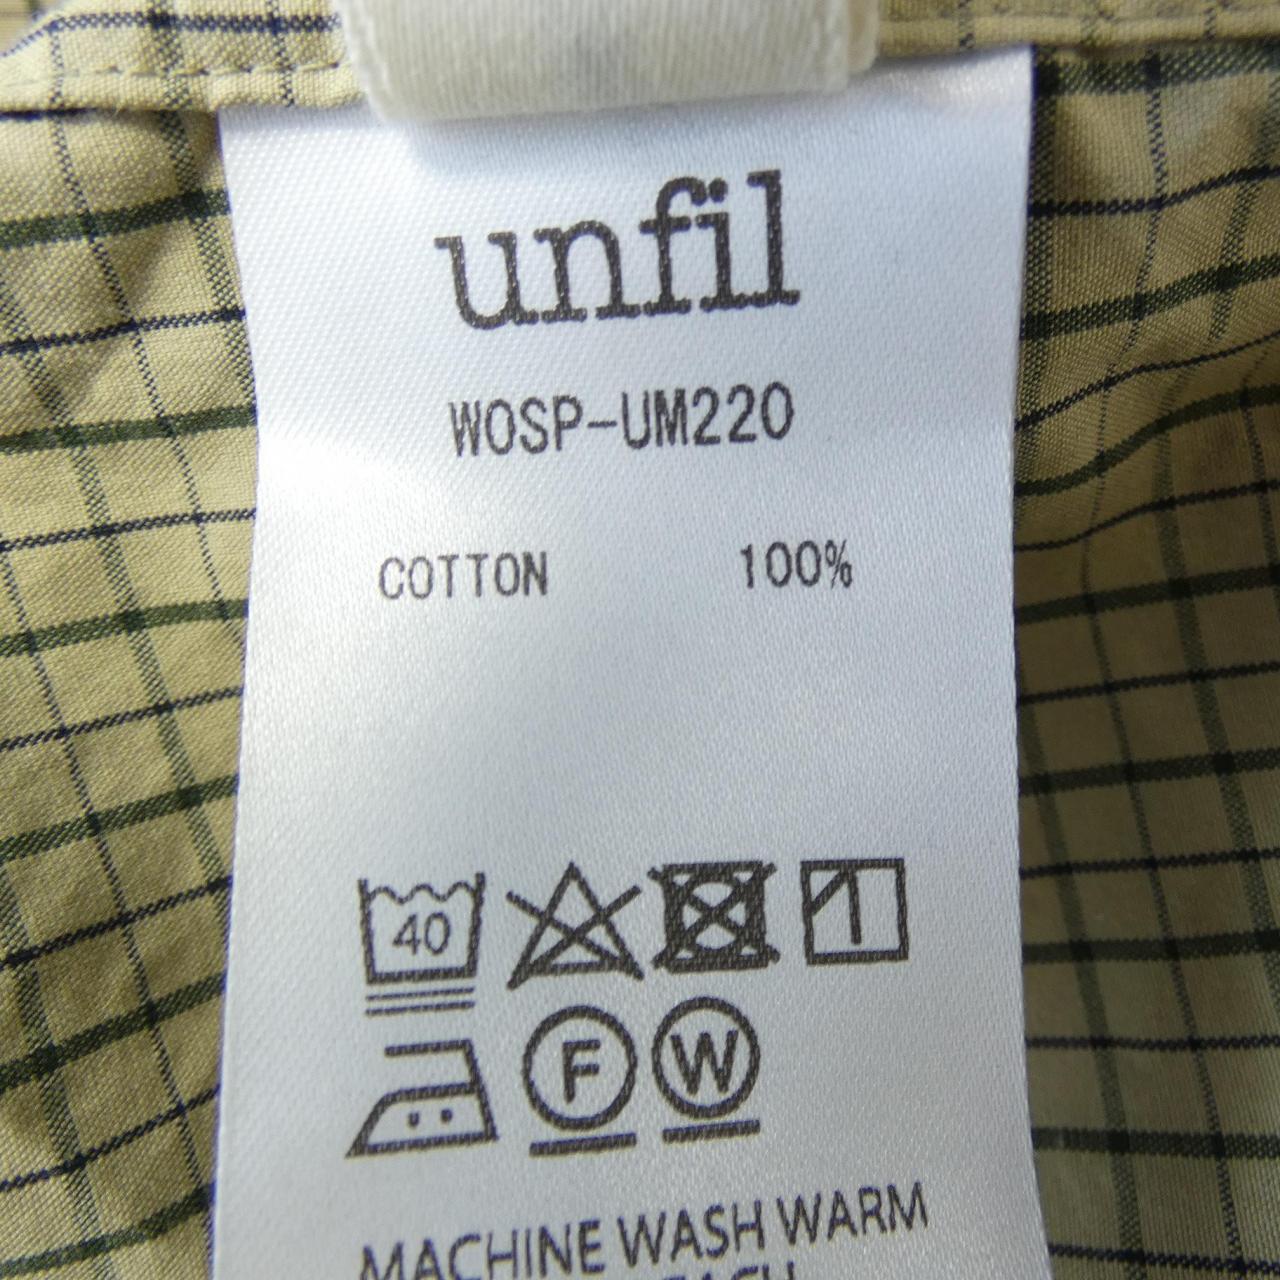 unfil
WOSP-UM220
COTTON 100%
40
F W
MACHINE WASH WARM